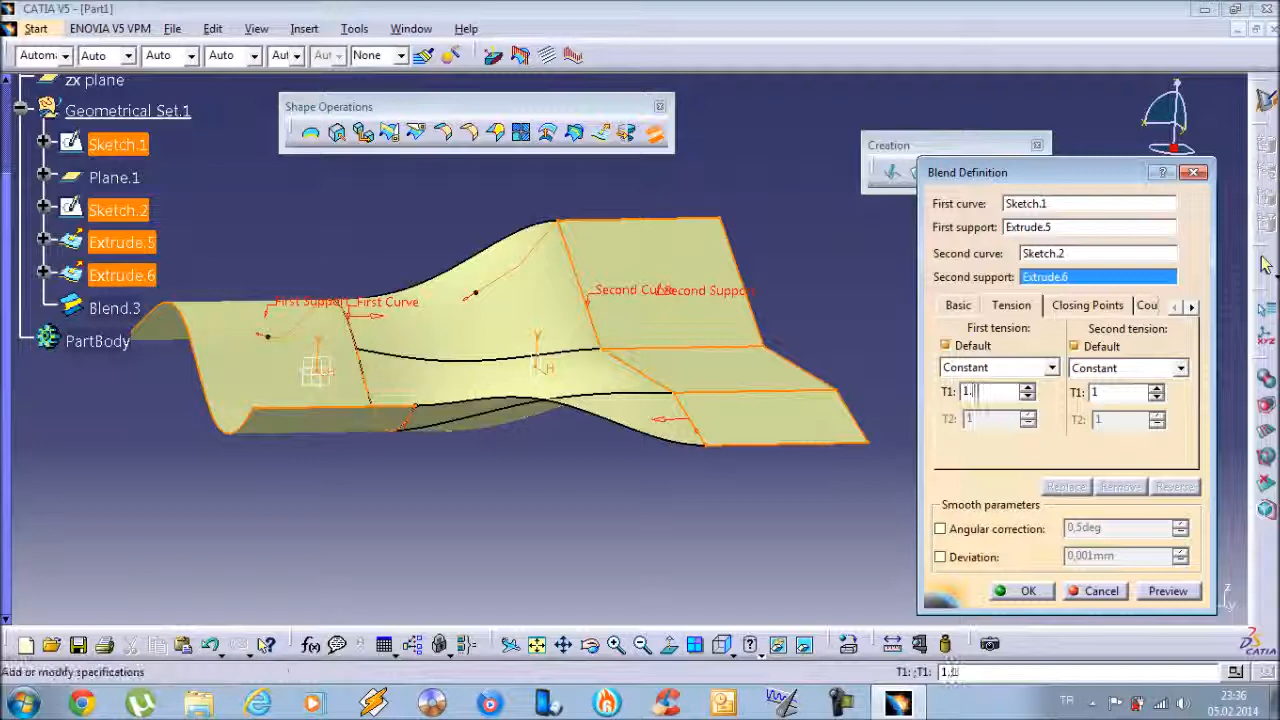 CATIA V5 - [Part1]
Start ENOVIA V5 VPM File Edit View Insert Tools Window Help
Autom Auto Auto Auto Aut Aut None
zx plane
Geometrical Set.1
Sketch.1
Plane.1
Sketch.2
Extrude.5
Extrude.6
Blend.3
PartBody
Shape Operations
Creation
First Support
First Curve
Blend Definition
First curve: Sketch.1
First support: Extrude.5
Second curve: Sketch.2
Second support: Extrude.6
Basic Tension Closing Points Cou
First tension: Second tension:
Default Default
Constant Constant
T1: 1. T1: 1
T2: 1 T2: 1
Replace Remove Reverse
Smooth parameters
Angular correction: 0,5deg
Deviation: 0,001mm
OK Cancel Preview
z
y
f(x)
CATIA
Add or modify specifications
T1: ;T1:
TR
23:36
05.02.2014